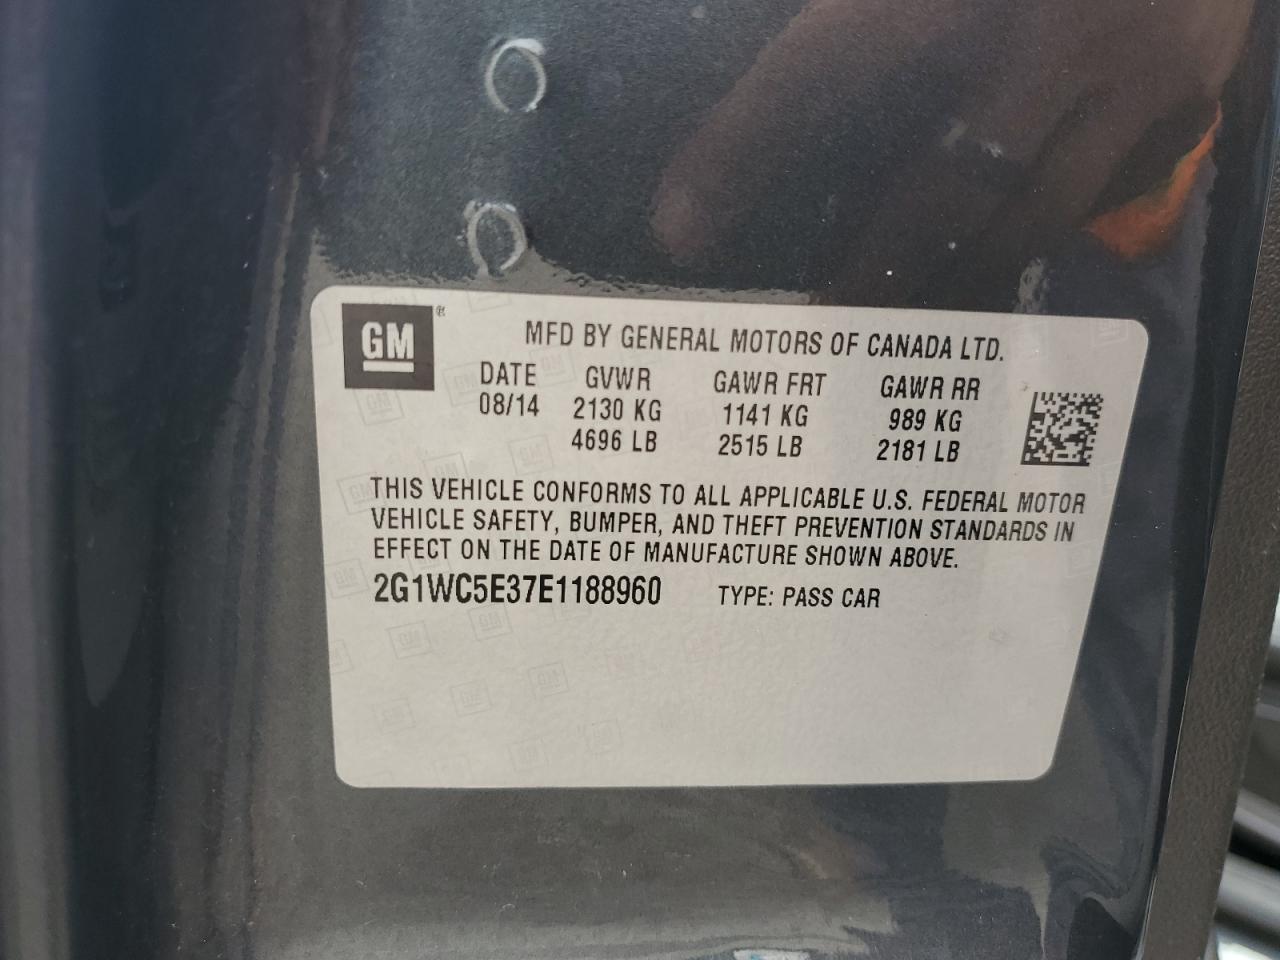 GM
MFD BY GENERAL MOTORS OF CANADA LTD.
DATE GVWR GAWR FRT GAWR RR
08/14 2130 KG 1141 KG 989 KG
4696 LB 2515 LB 2181 LB
THIS VEHICLE CONFORMS TO ALL APPLICABLE U.S. FEDERAL MOTOR
VEHICLE SAFETY, BUMPER, AND THEFT PREVENTION STANDARDS IN
EFFECT ON THE DATE OF MANUFACTURE SHOWN ABOVE.
2G1WC5E37E1188960 TYPE: PASS CAR